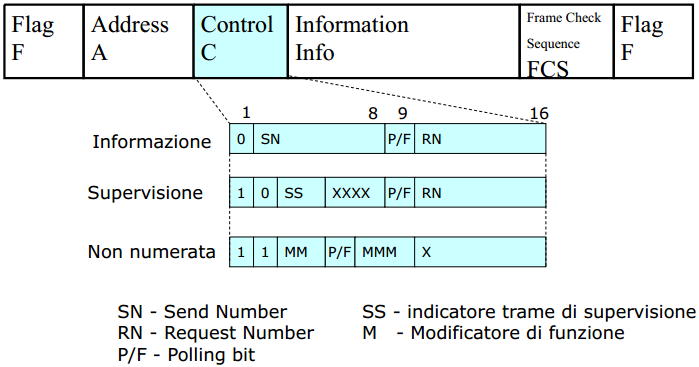 Flag
F
Address
A
Control
C
Information
Info
Frame Check
Sequence
FCS
Flag
F
1 8 9 16
Informazione 0 SN P/F RN
Supervisione 1 0 SS XXXX P/F RN
Non numerata 1 1 MM P/F MMM X
SN - Send Number
RN - Request Number
P/F - Polling bit
SS - indicatore trame di supervisione
M - Modificatore di funzione